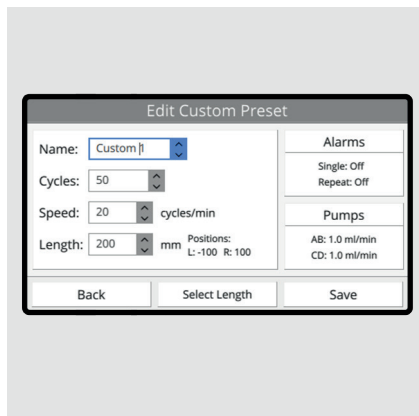 Edit Custom Preset
Name: Custom 1
Cycles: 50
Speed: 20 cycles/min
Length: 200 mm Positions:
L: -100 R: 100
Alarms
Single: Off
Repeat: Off
Pumps
AB: 1.0 ml/min
CD: 1.0 ml/min
Back
Select Length
Save